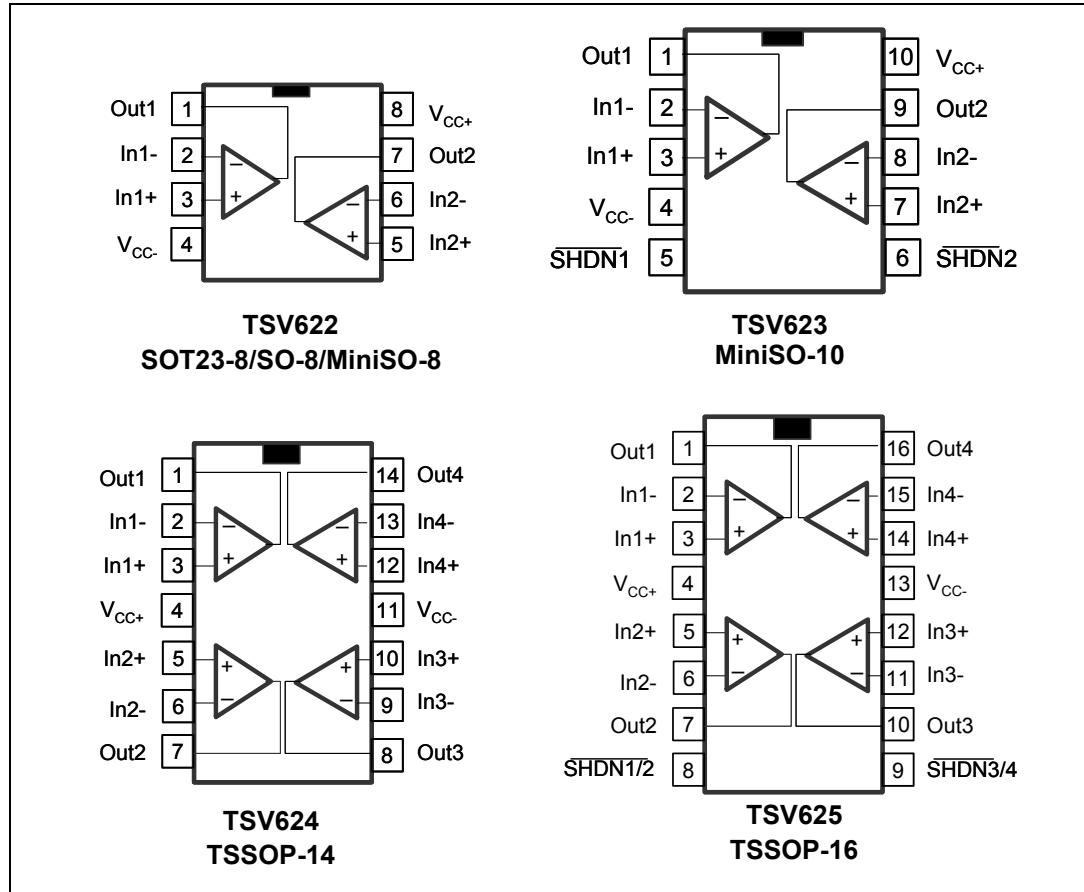 Out1 1 8 VCC+
In1- 2 − − 7 Out2
In1+ 3 + − 6 In2-
VCC- 4 + 5 In2+
TSV622
SOT23-8/SO-8/MiniSO-8
Out1 1 10 VCC+
In1- 2 − 9 Out2
In1+ 3 + − 8 In2-
VCC- 4 + 7 In2+
SHDN1 5 6 SHDN2
TSV623
MiniSO-10
Out1 1 14 Out4
In1- 2 − − 13 In4-
In1+ 3 + + 12 In4+
VCC+ 4 11 VCC-
In2+ 5 + + 10 In3+
In2- 6 − − 9 In3-
Out2 7 8 Out3
TSV624
TSSOP-14
Out1 1 16 Out4
In1- 2 − − 15 In4-
In1+ 3 + + 14 In4+
VCC+ 4 13 VCC-
In2+ 5 + + 12 In3+
In2- 6 − − 11 In3-
Out2 7 10 Out3
SHDN1/2 8 9 SHDN3/4
TSV625
TSSOP-16